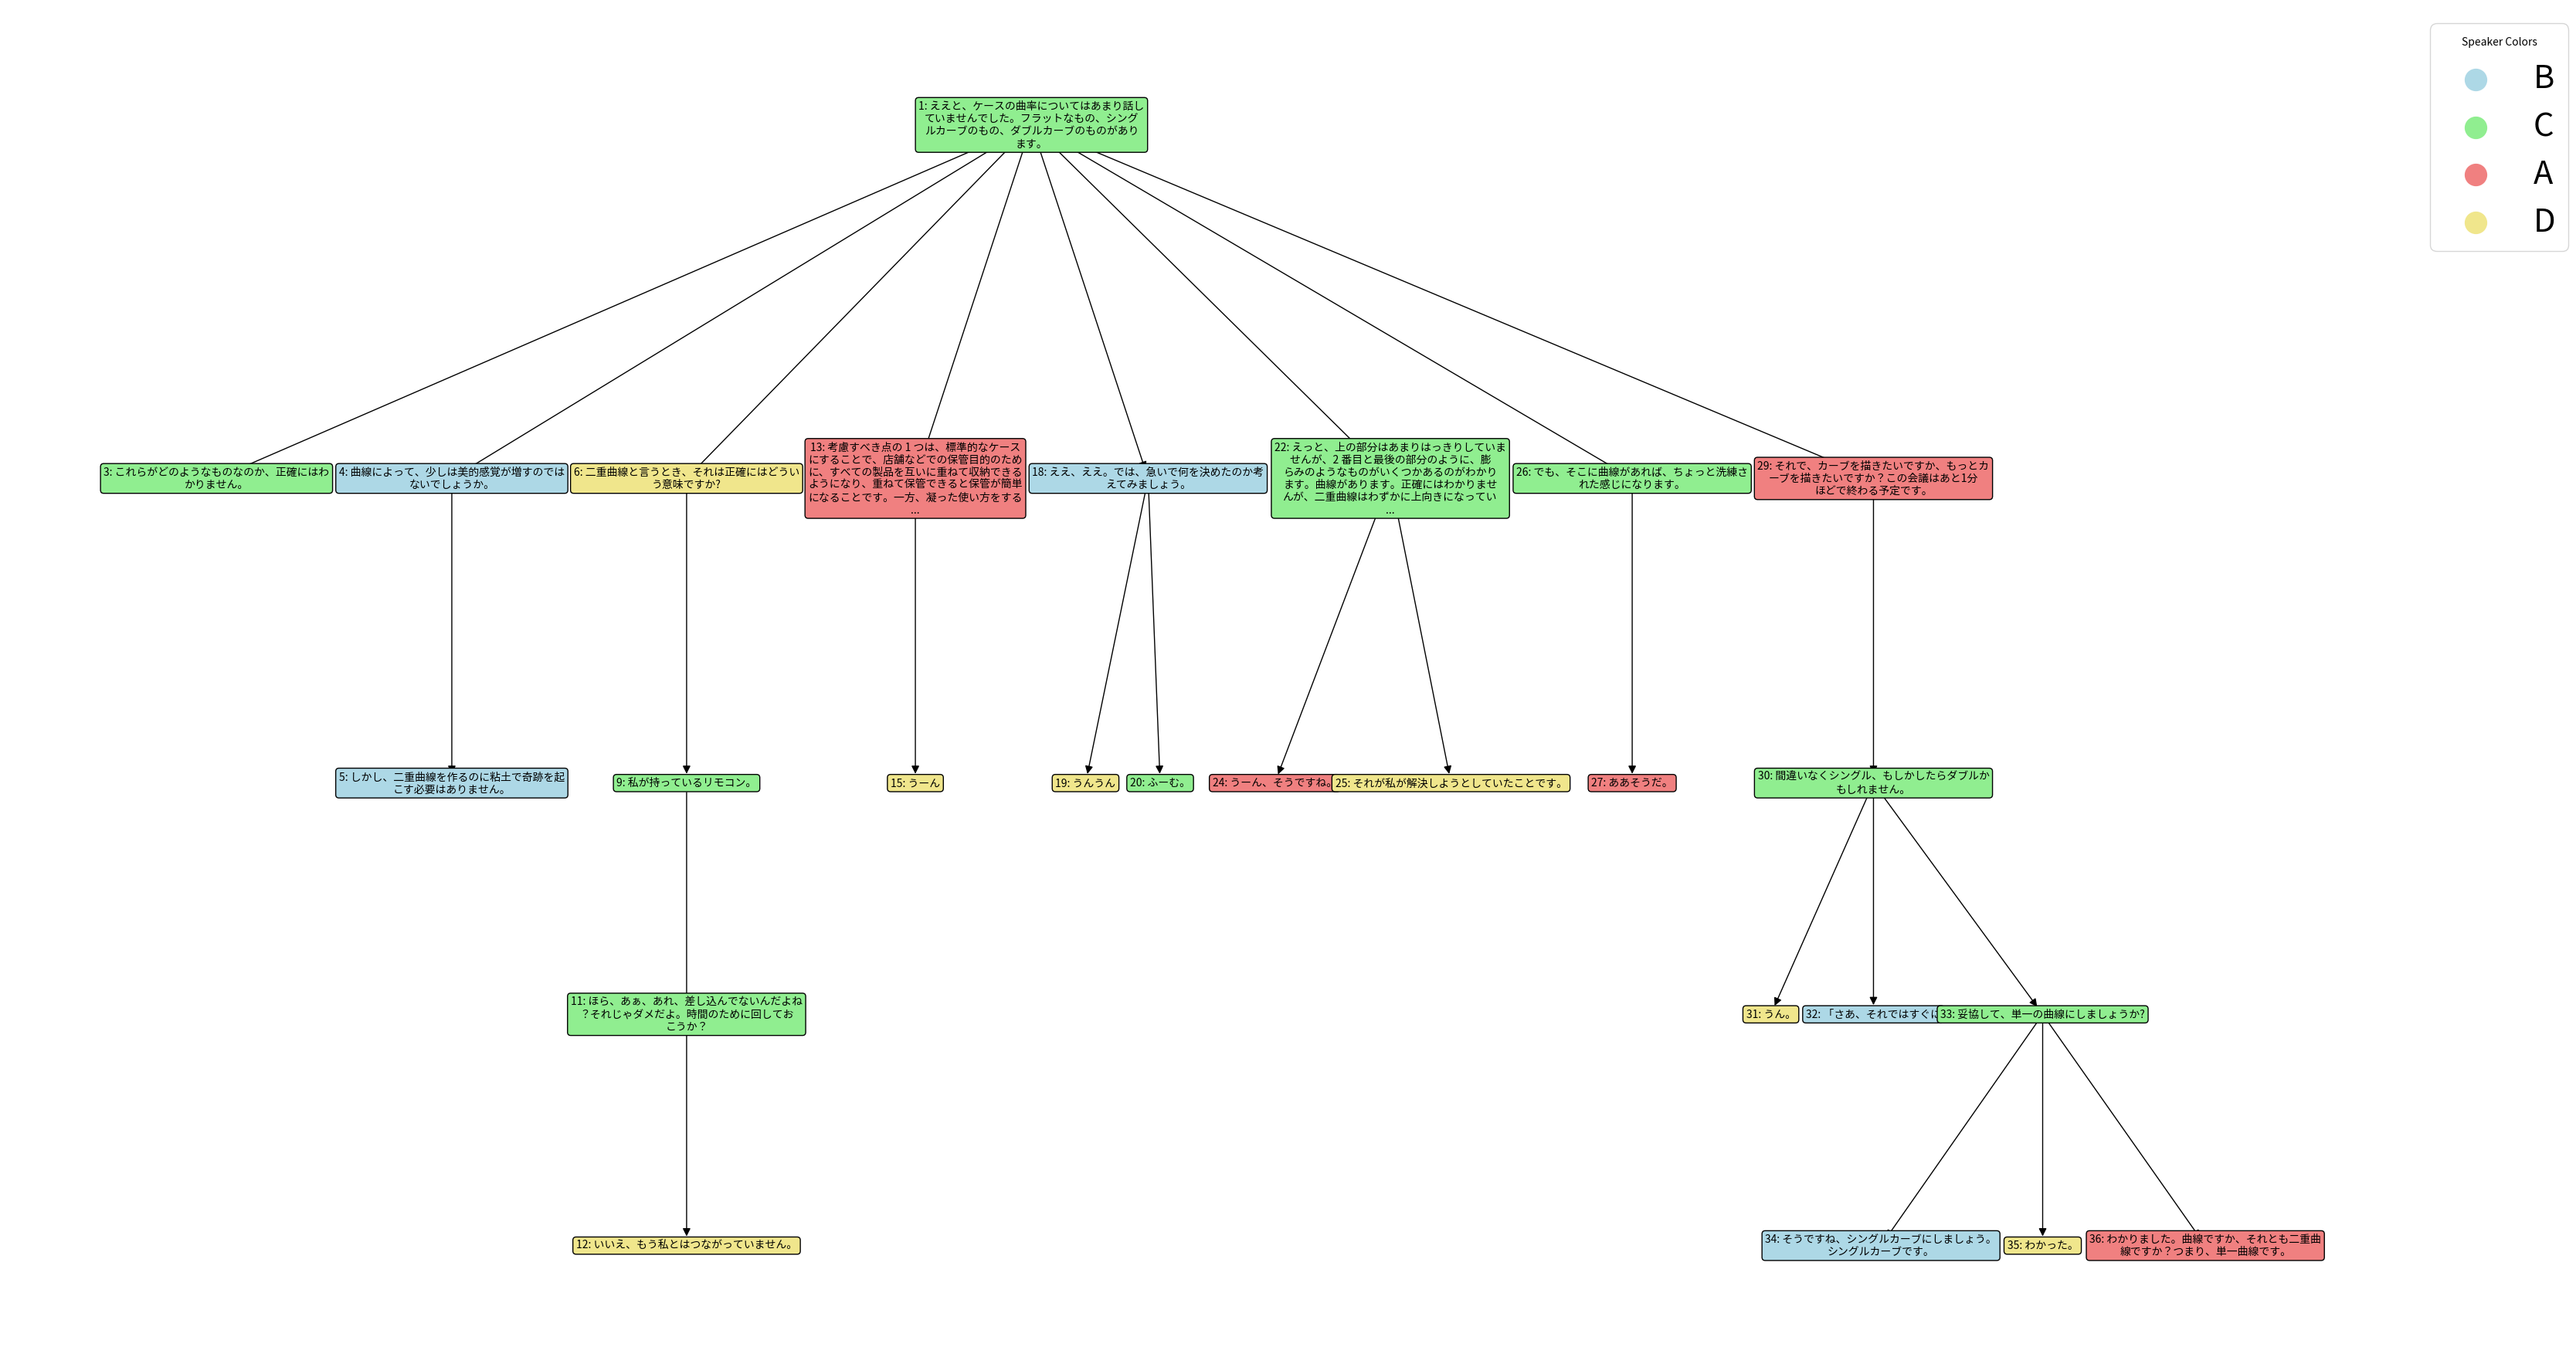 Speaker Colors
B
C
A
D
1: ええと、ケースの曲率についてはあまり話し
ていませんでした。フラットなもの、シング
ルカーブのもの、ダブルカーブのものがあり
ます。
3: これらがどのようなものなのか、正確にはわ
かりません。
4: 曲線によって、少しは美的感覚が増すのでは
ないでしょうか。
6: 二重曲線と言うとき、それは正確にはどうい
う意味ですか?
13: 考慮すべき点の 1 つは、標準的なケース
にすることで、店舗などでの保管目的のため
に、すべての製品を互いに重ねて収納できる
ようになり、重ねて保管できると保管が簡単
になることです。一方、凝った使い方をする
...
18: ええ、ええ。では、急いで何を決めたのか考
えてみましょう。
22: えっと、上の部分はあまりはっきりしていま
せんが、2 番目と最後の部分のように、膨
らみのようなものがいくつかあるのがわかり
ます。曲線があります。正確にはわかりませ
んが、二重曲線はわずかに上向きになってい
...
26: でも、そこに曲線があれば、ちょっと洗練さ
れた感じになります。
29: それで、カーブを描きたいですか、もっとカ
ーブを描きたいですか？この会議はあと1分
ほどで終わる予定です。
5: しかし、二重曲線を作るのに粘土で奇跡を起
こす必要はありません。
9: 私が持っているリモコン。
15: うーん
19: うんうん
20: ふーむ。
24: うーん、そうですね。
25: それが私が解決しようとしていたことです。
27: ああそうだ。
30: 間違いなくシングル、もしかしたらダブルか
もしれません。
11: ほら、あぁ、あれ、差し込んでないんだよね
？それじゃダメだよ。時間のために回してお
こうか？
31: うん。
32: 「さあ、それではすぐに
33: 妥協して、単一の曲線にしましょうか?
12: いいえ、もう私とはつながっていません。
34: そうですね、シングルカーブにしましょう。
シングルカーブです。
35: わかった。
36: わかりました。曲線ですか、それとも二重曲
線ですか？つまり、単一曲線です。